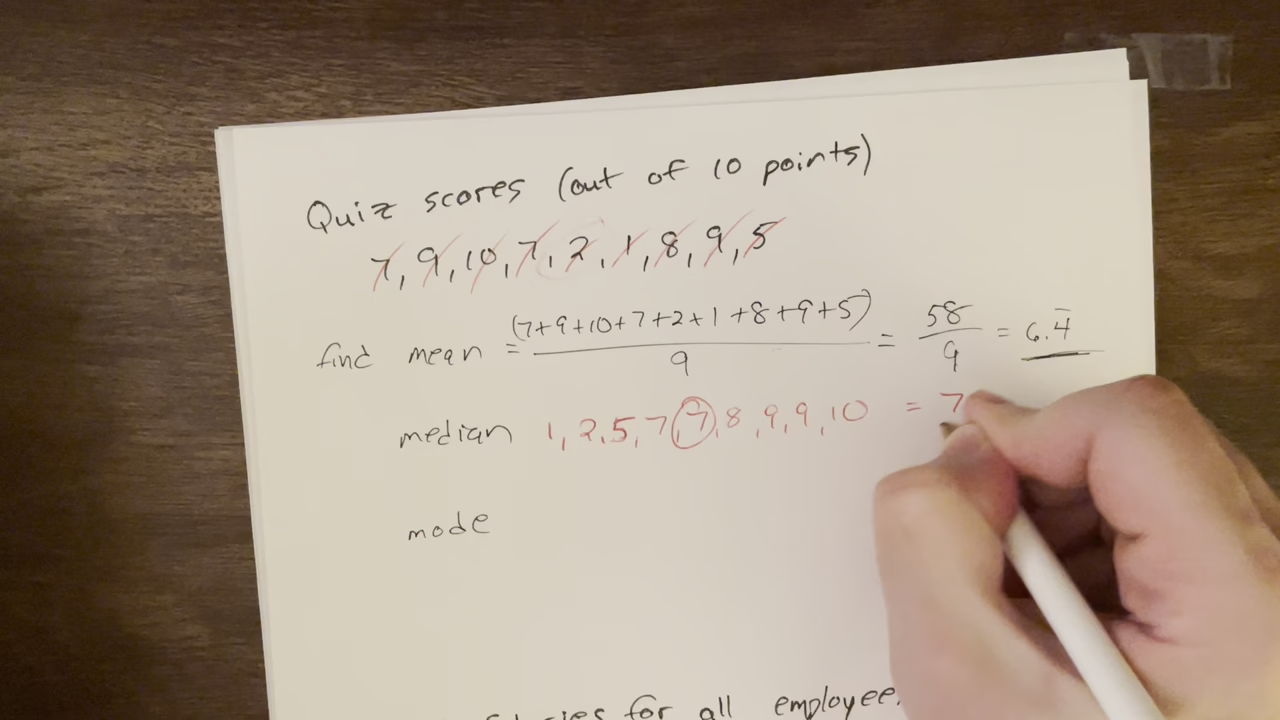 Quiz scores (out of 10 points)
7, 9, 10, 7, 2, 1, 8, 9, 5
find mean = (7+9+10+7+2+1+8+9+5) / 9 = 58 / 9 = 6.4̅
median 1, 2, 5, 7, 7, 8, 9, 9, 10 = 7
mode
for all employee